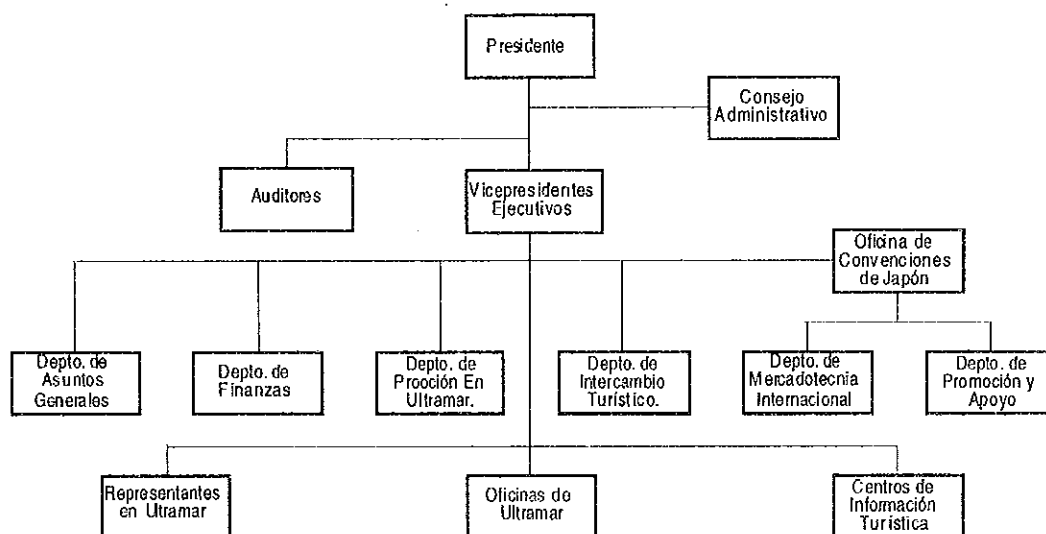 Presidente
Consejo
Administrativo
Auditores
Vicepresidentes
Ejecutivos
Oficina de
Convenciones
de Japón
Depto. de
Asuntos
Generales
Depto. de
Finanzas
Depto. de
Prooción En
Ultramar.
Depto. de
Intercambio
Turístico.
Depto. de
Mercadotecnia
Internacional
Depto. de
Promoción y
Apoyo
Representantes
en Ultramar
Oficinas de
Ultramar
Centros de
Información
Turística